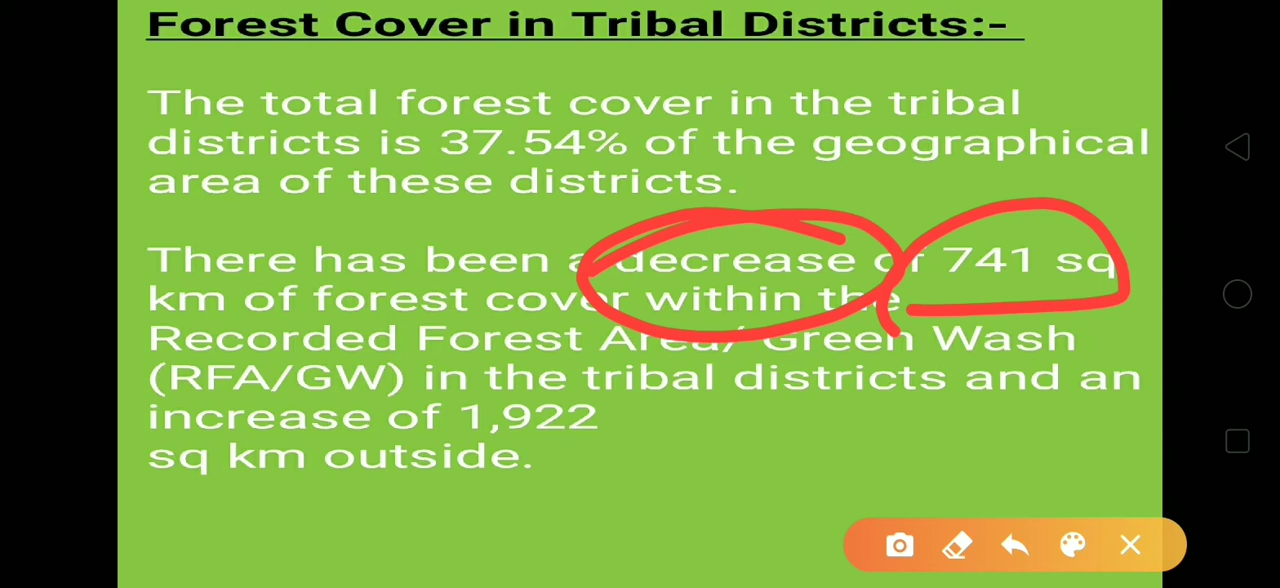 Forest Cover in Tribal Districts:-
The total forest cover in the tribal
districts is 37.54% of the geographical
area of these districts.
There has been a decrease of 741 sq
km of forest cover within the
Recorded Forest Area/ Green Wash
(RFA/GW) in the tribal districts and an
increase of 1,922
sq km outside.